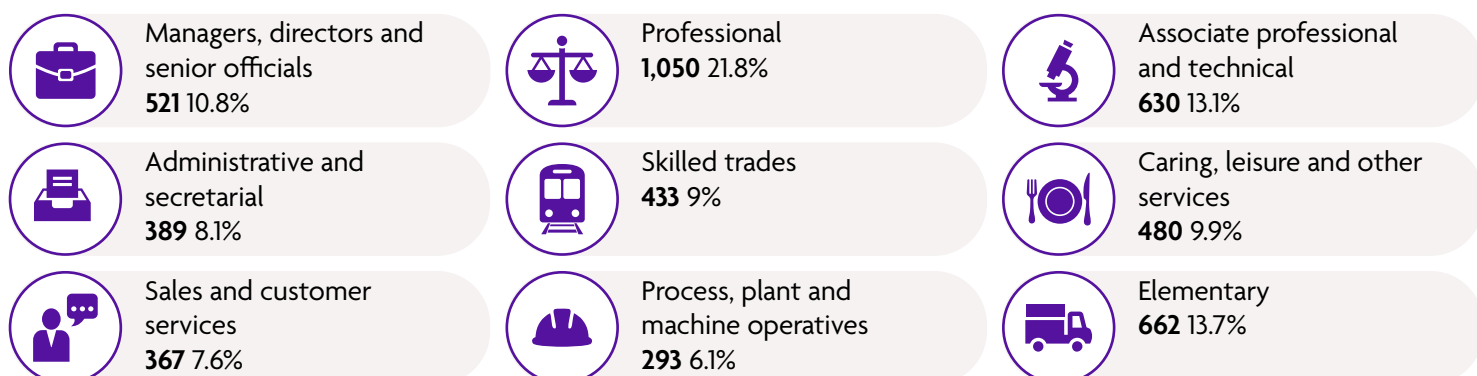 Managers, directors and
senior officials
521 10.8%
Professional
1,050 21.8%
Associate professional
and technical
630 13.1%
Administrative and
secretarial
389 8.1%
Skilled trades
433 9%
Caring, leisure and other
services
480 9.9%
Sales and customer
services
367 7.6%
Process, plant and
machine operatives
293 6.1%
Elementary
662 13.7%